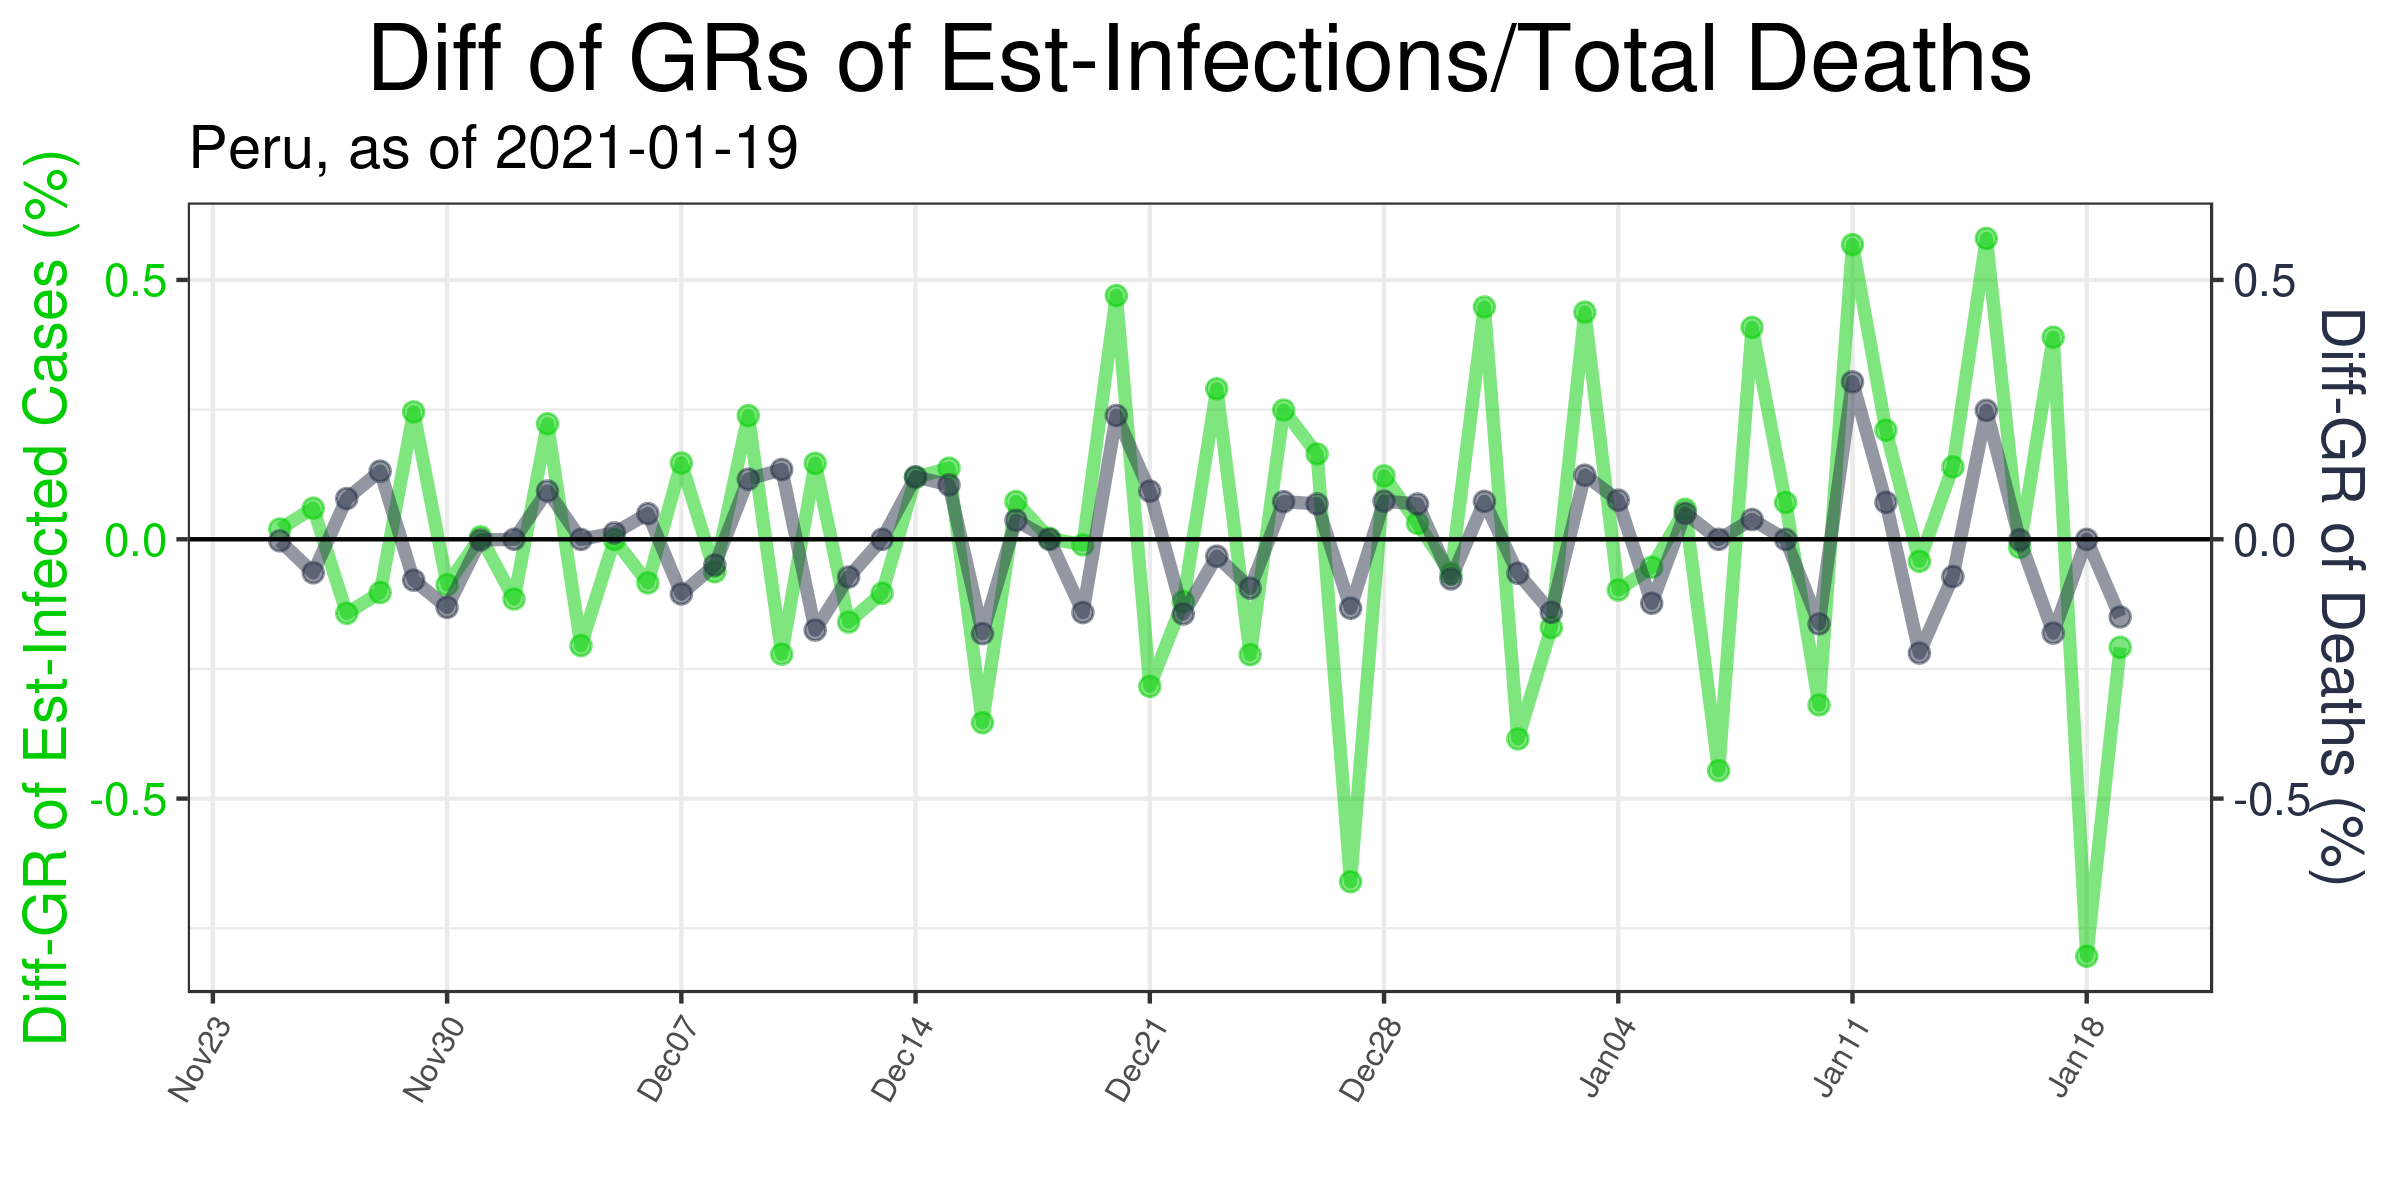 Diff of GRs of Est-Infections/Total Deaths
Peru, as of 2021-01-19
Diff-GR of Est-Infected Cases (%)
0.5
0.0
-0.5
0.5
0.0
-0.5
Diff-GR of Deaths (%)
Nov23
Nov30
Dec07
Dec14
Dec21
Dec28
Jan04
Jan11
Jan18